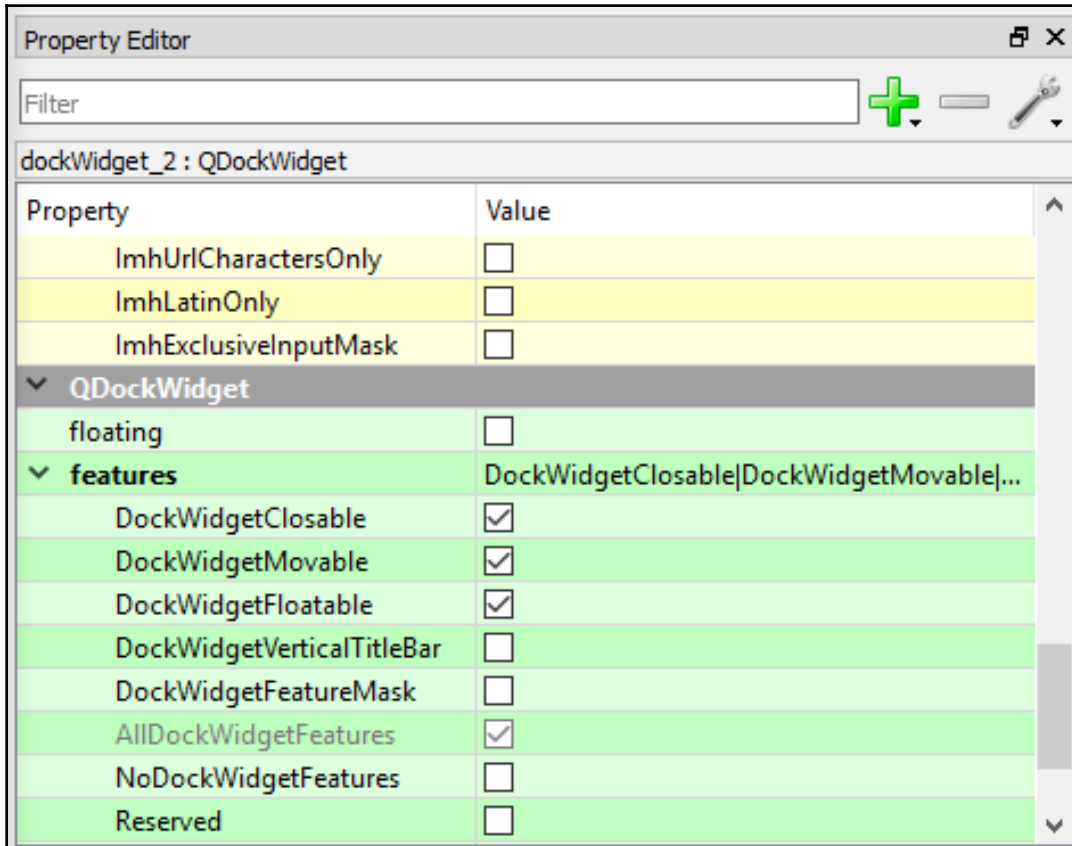 Property Editor
Filter
dockWidget_2 : QDockWidget
Property Value
ImhUrlCharactersOnly
ImhLatinOnly
ImhExclusiveInputMask
QDockWidget
floating
features DockWidgetClosable|DockWidgetMovable|...
DockWidgetClosable
DockWidgetMovable
DockWidgetFloatable
DockWidgetVerticalTitleBar
DockWidgetFeatureMask
AllDockWidgetFeatures
NoDockWidgetFeatures
Reserved